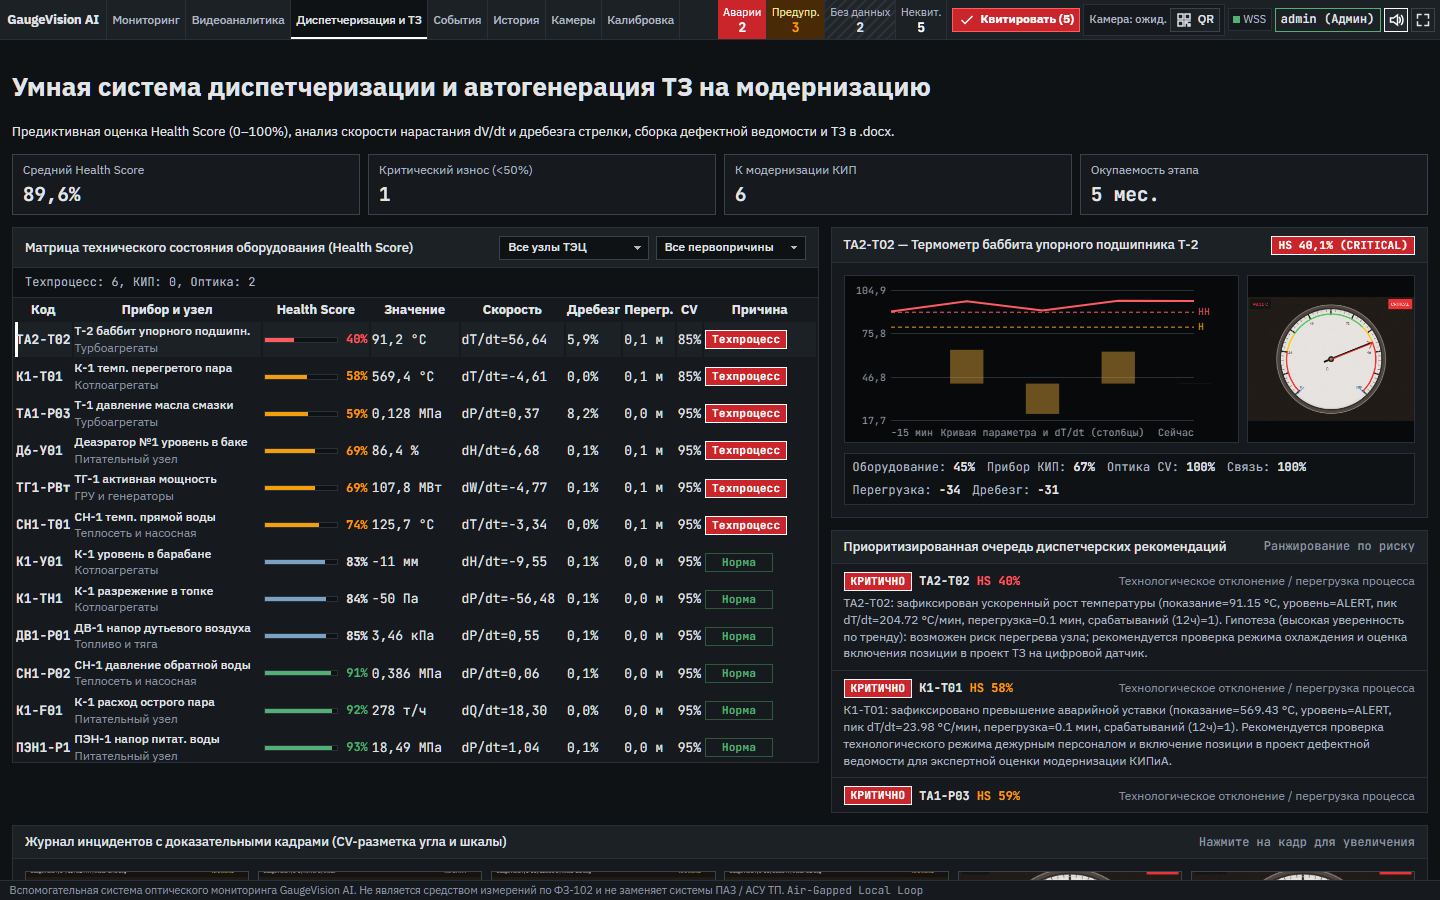 GaugeVision AI Мониторинг Видеоаналитика Диспетчеризация и ТЗ События История Камеры Калибровка Аварии 2 Предупр. 3 Без данных 2 Неквит. 5 Квитировать (5) Камера: ожид. QR WSS admin (Админ)
Умная система диспетчеризации и автогенерация ТЗ на модернизацию
Предиктивная оценка Health Score (0–100%), анализ скорости нарастания dV/dt и дребезга стрелки, сборка дефектной ведомости и ТЗ в .docx.
Средний Health Score
89,6%
Критический износ (<50%)
1
К модернизации КИП
6
Окупаемость этапа
5 мес.
Матрица технического состояния оборудования (Health Score) Все узлы ТЭЦ Все первопричины
Техпроцесс: 6, КИП: 0, Оптика: 2
Код Прибор и узел Health Score Значение Скорость Дребезг Перегр. CV Причина
ТА2-Т02 Т-2 баббит упорного подшипн. 40% 91,2 °C dT/dt=56,64 5,9% 0,1 м 85% Техпроцесс
Турбоагрегаты
К1-Т01 К-1 темп. перегретого пара 58% 569,4 °C dT/dt=-4,61 0,0% 0,1 м 85% Техпроцесс
Котлоагрегаты
ТА1-Р03 Т-1 давление масла смазки 59% 0,128 МПа dP/dt=0,37 8,2% 0,0 м 95% Техпроцесс
Турбоагрегаты
Д6-У01 Деаэратор №1 уровень в баке 69% 86,4 % dH/dt=6,68 0,1% 0,1 м 95% Техпроцесс
Питательный узел
ТГ1-РВт ТГ-1 активная мощность 69% 107,8 МВт dW/dt=-4,77 0,1% 0,1 м 95% Техпроцесс
ГРУ и генераторы
СН1-Т01 СН-1 темп. прямой воды 74% 125,7 °C dT/dt=-3,34 0,0% 0,1 м 95% Техпроцесс
Теплосеть и насосная
К1-У01 К-1 уровень в барабане 83% -11 мм dH/dt=-9,55 0,1% 0,0 м 95% Норма
Котлоагрегаты
К1-ТН1 К-1 разрежение в топке 84% -50 Па dP/dt=-56,48 0,1% 0,0 м 95% Норма
Котлоагрегаты
ДВ1-Р01 ДВ-1 напор дутьевого воздуха 85% 3,46 кПа dP/dt=0,55 0,1% 0,0 м 95% Норма
Топливо и тяга
СН1-Р02 СН-1 давление обратной воды 91% 0,386 МПа dP/dt=0,06 0,1% 0,0 м 95% Норма
Теплосеть и насосная
К1-F01 К-1 расход острого пара 92% 278 т/ч dQ/dt=18,30 0,0% 0,0 м 95% Норма
Питательный узел
ПЭН1-Р1 ПЭН-1 напор питат. воды 93% 18,49 МПа dP/dt=1,04 0,1% 0,0 м 95% Норма
Питательный узел
ТА2-Т02 — Термометр баббита упорного подшипника Т-2 HS 40,1% (CRITICAL)
104,9
HH
75,8
H
46,8
17,7
-15 мин Кривая параметра и dT/dt (столбцы) Сейчас
CRITICAL
Оборудование: 45% Прибор КИП: 67% Оптика CV: 100% Связь: 100%
Перегрузка: -34 Дребезг: -31
Приоритизированная очередь диспетчерских рекомендаций Ранжирование по риску
КРИТИЧНО ТА2-Т02 HS 40% Технологическое отклонение / перегрузка процесса
ТА2-Т02: зафиксирован ускоренный рост температуры (показание=91.15 °C, уровень=ALERT, пик
dT/dt=204.72 °C/мин, перегрузка=0.1 мин, срабатываний (12ч)=1). Гипотеза (высокая уверенность
по тренду): возможен риск перегрева узла; рекомендуется проверка режима охлаждения и оценка
включения позиции в проект ТЗ на цифровой датчик.
КРИТИЧНО К1-Т01 HS 58% Технологическое отклонение / перегрузка процесса
К1-Т01: зафиксировано превышение аварийной уставки (показание=569.43 °C, уровень=ALERT,
пик dT/dt=23.98 °C/мин, перегрузка=0.1 мин, срабатываний (12ч)=1). Рекомендуется проверка
технологического режима дежурным персоналом и включение позиции в проект дефектной
ведомости для экспертной оценки модернизации КИПиА.
КРИТИЧНО ТА1-Р03 HS 59% Технологическое отклонение / перегрузка процесса
Журнал инцидентов с доказательными кадрами (CV-разметка угла и шкалы) Нажмите на кадр для увеличения
Вспомогательная система оптического мониторинга GaugeVision AI. Не является средством измерений по ФЗ-102 и не заменяет системы ПАЗ / АСУ ТП. Air-Gapped Local Loop